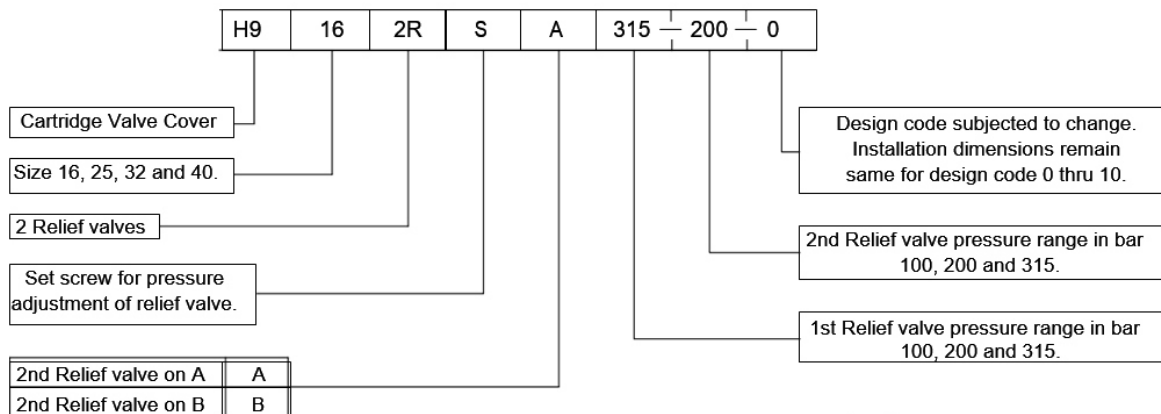 H9 16 2R S A 315 - 200 - 0
Cartridge Valve Cover
Size 16, 25, 32 and 40.
2 Relief valves
Set screw for pressure
adjustment of relief valve.
2nd Relief valve on A A
2nd Relief valve on B B
Design code subjected to change.
Installation dimensions remain
same for design code 0 thru 10.
2nd Relief valve pressure range in bar
100, 200 and 315.
1st Relief valve pressure range in bar
100, 200 and 315.